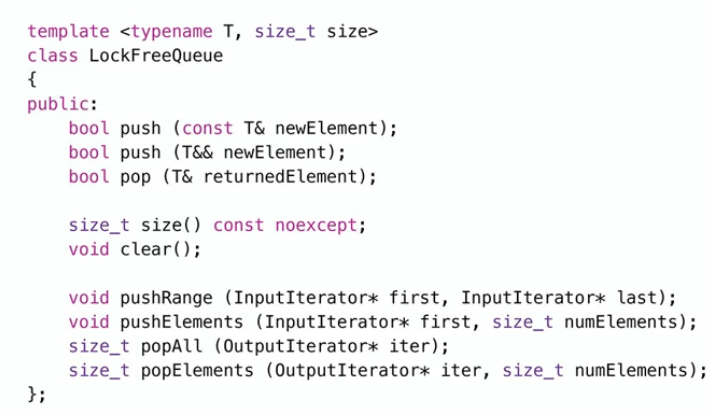 template <typename T, size_t size>
class LockFreeQueue
{
public:
    bool push (const T& newElement);
    bool push (T&& newElement);
    bool pop (T& returnedElement);

    size_t size() const noexcept;
    void clear();

    void pushRange (InputIterator* first, InputIterator* last);
    void pushElements (InputIterator* first, size_t numElements);
    size_t popAll (OutputIterator* iter);
    size_t popElements (OutputIterator* iter, size_t numElements);
};